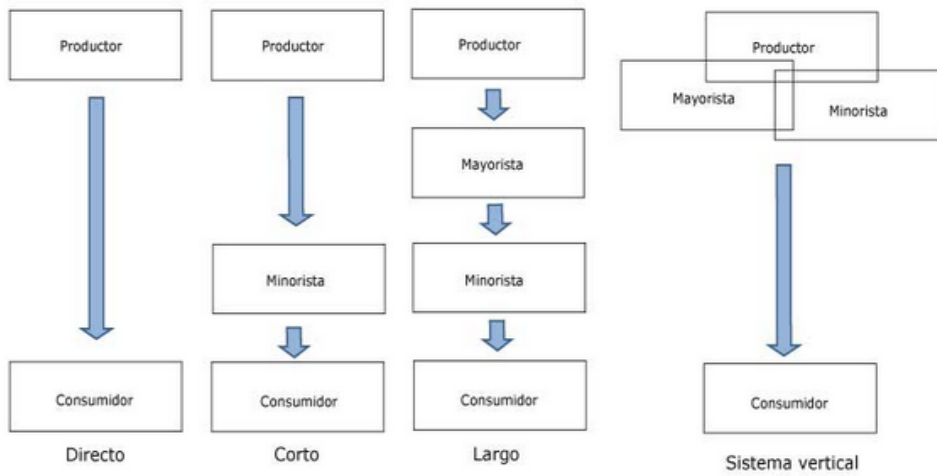 Productor
Consumidor
Directo
Productor
Minorista
Consumidor
Corto
Productor
Mayorista
Minorista
Consumidor
Largo
Productor
Mayorista
Minorista
Consumidor
Sistema vertical